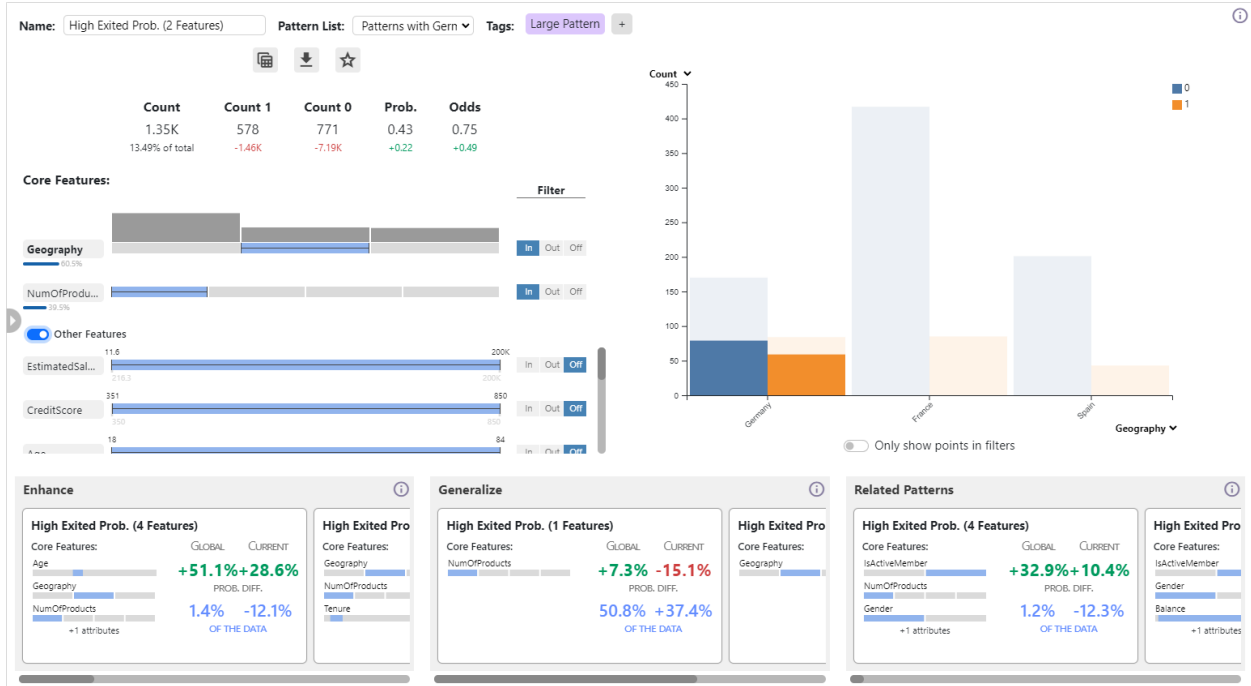 Name: High Exited Prob. (2 Features) Pattern List: Patterns with Gern Tags: Large Pattern +
Count Count 1 Count 0 Prob. Odds
1.35K 578 771 0.43 0.75
13.49% of total -1.46K -7.19K +0.22 +0.49
Core Features:
Filter
Geography In Out Off
60.5%
NumOfProdu... In Out Off
39.5%
Other Features
11.6 200K
EstimatedSal... In Out Off
216.3 200K
351 850
CreditScore In Out Off
350 850
18 84
Age In Out Off
Count
450
400
350
300
250
200
150
100
50
0
Germany
France
Spain
Geography
0
1
Only show points in filters
Enhance
High Exited Prob. (4 Features)
Core Features: GLOBAL CURRENT
Age
+51.1% +28.6%
Geography
PROB. DIFF.
NumOfProducts
1.4% -12.1%
+1 attributes
OF THE DATA
High Exited Pro
Core Features:
Geography
NumOfProducts
Tenure
Generalize
High Exited Prob. (1 Features)
Core Features: GLOBAL CURRENT
NumOfProducts
+7.3% -15.1%
PROB. DIFF.
50.8% +37.4%
OF THE DATA
High Exited Pro
Core Features:
Geography
Related Patterns
High Exited Prob. (4 Features)
Core Features: GLOBAL CURRENT
IsActiveMember
+32.9% +10.4%
NumOfProducts
PROB. DIFF.
Gender
1.2% -12.3%
+1 attributes
OF THE DATA
High Exited Pro
Core Features:
IsActiveMember
Gender
Balance
+1 attributes